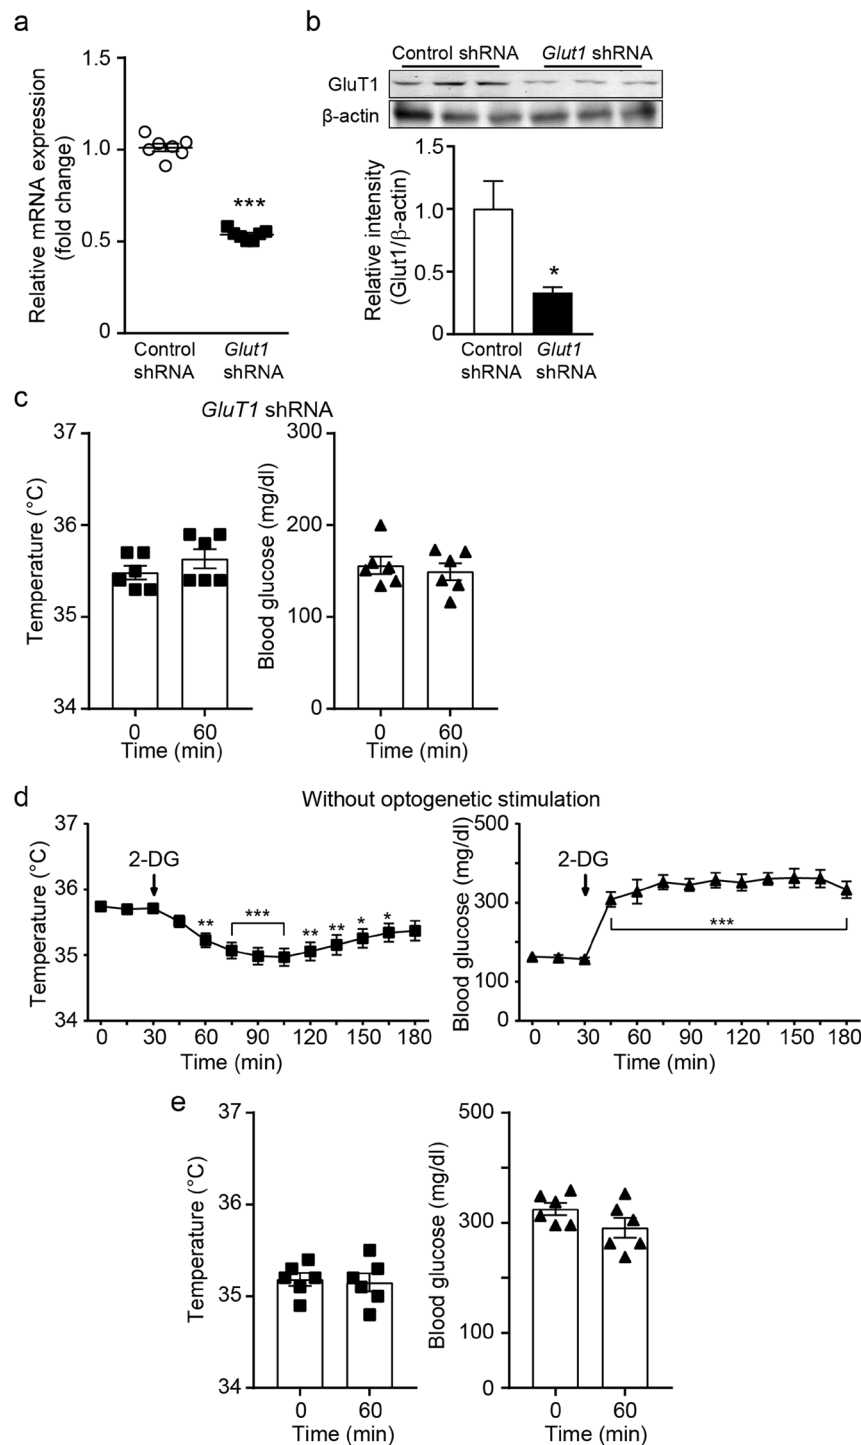 a
1.5
1.0
0.5
0
Relative mRNA expression
(fold change)
***
Control
shRNA
Glut1
shRNA
b
Control shRNA
Glut1 shRNA
GluT1
β-actin
1.5
1.0
0.5
0
Relative intensity
(Glut1/β-actin)
*
Control
shRNA
Glut1
shRNA
c
GluT1 shRNA
37
36
35
34
Temperature (°C)
0
60
Time (min)
300
200
100
0
Blood glucose (mg/dl)
0
60
Time (min)
d
Without optogenetic stimulation
37
36
35
34
Temperature (°C)
2-DG
**
***
**
**
*
*
0 30 60 90 120 150 180
Time (min)
500
300
100
0
Blood glucose (mg/dl)
2-DG
***
0 30 60 90 120 150 180
Time (min)
e
37
36
35
34
Temperature (°C)
0
60
Time (min)
500
300
100
0
Blood glucose (mg/dl)
0
60
Time (min)